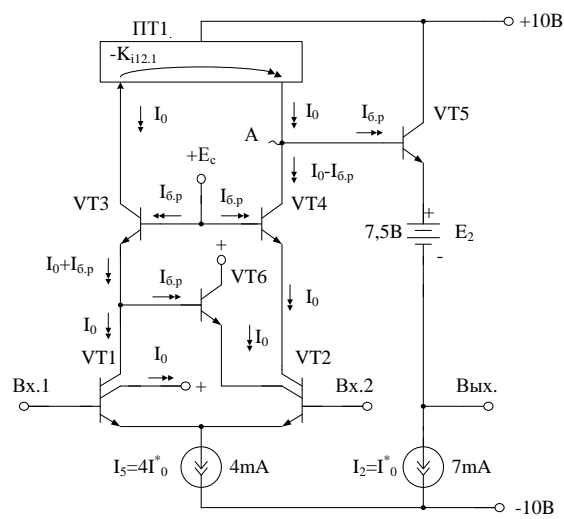 ПТ1.
+10В
-Ki12.1
I0
I0
Iб.р
VT5
A
+Ec
I0-Iб.р
VT3
Iб.р
Iб.р
VT4
+
7,5В
E2
-
I0+Iб.р
+
Iб.р
VT6
I0
I0
I0
VT1
I0
VT2
Вх.1
+
Вх.2
Вых.
I5=4I*0
4mA
I2=I*0
7mA
-10В